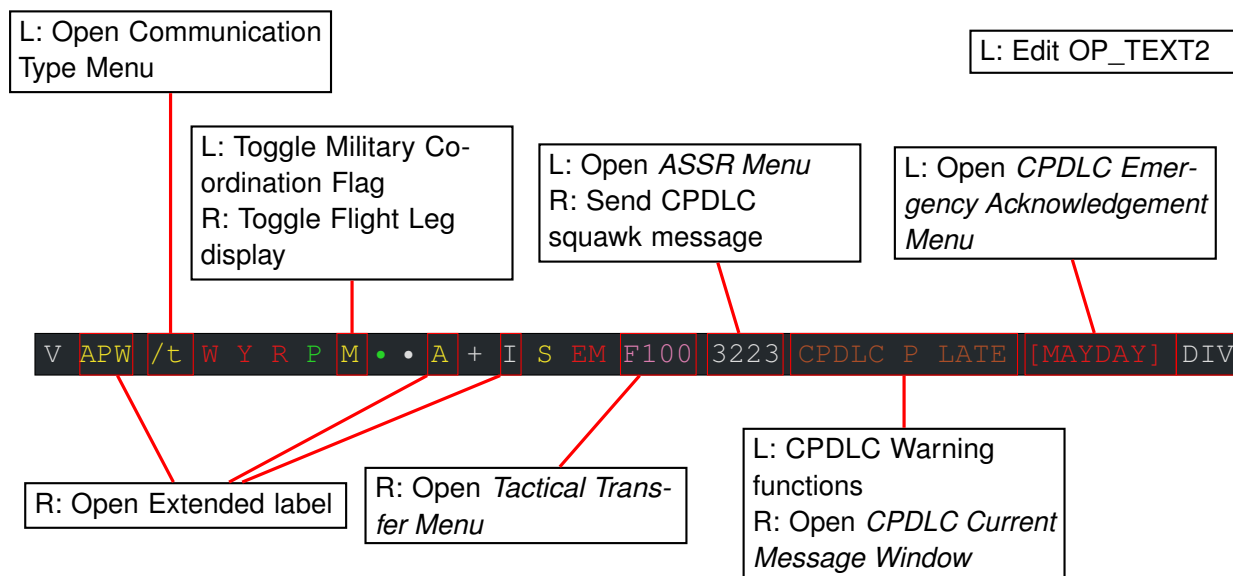 L: Open Communication
Type Menu
L: Edit OP_TEXT2
L: Toggle Military Co-
ordination Flag
R: Toggle Flight Leg
display
L: Open ASSR Menu
R: Send CPDLC
squawk message
L: Open CPDLC Emer-
gency Acknowledgement
Menu
V APW /t W Y R P M • • A + I S EM F100 3223 CPDLC P LATE [MAYDAY] DIV
R: Open Extended label
R: Open Tactical Trans-
fer Menu
L: CPDLC Warning
functions
R: Open CPDLC Current
Message Window